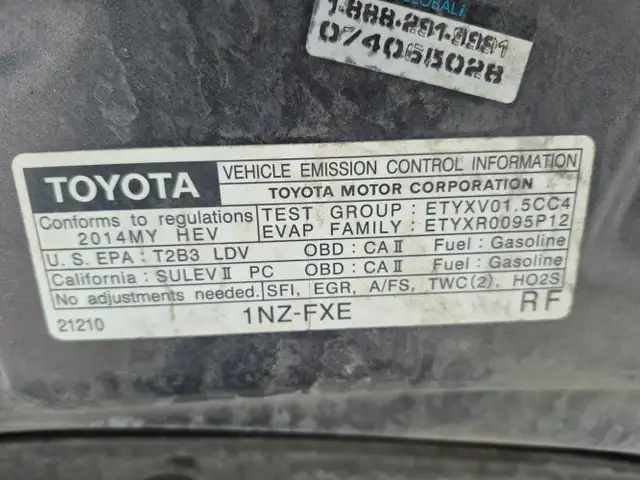 GLOBALi
1-888-291-9981
TOYOTA
VEHICLE EMISSION CONTROL INFORMATION
TOYOTA MOTOR CORPORATION
Conforms to regulations
2014MY HEV
TEST GROUP : ETYXV01.5CC4
EVAP FAMILY : ETYXR0095P12
U.S. EPA : T2B3 LDV OBD : CA II Fuel : Gasoline
California : SULEV II PC OBD : CA II Fuel : Gasoline
No adjustments needed. SFI, EGR, A/FS, TWC(2), HO2S
21210 1NZ-FXE RF